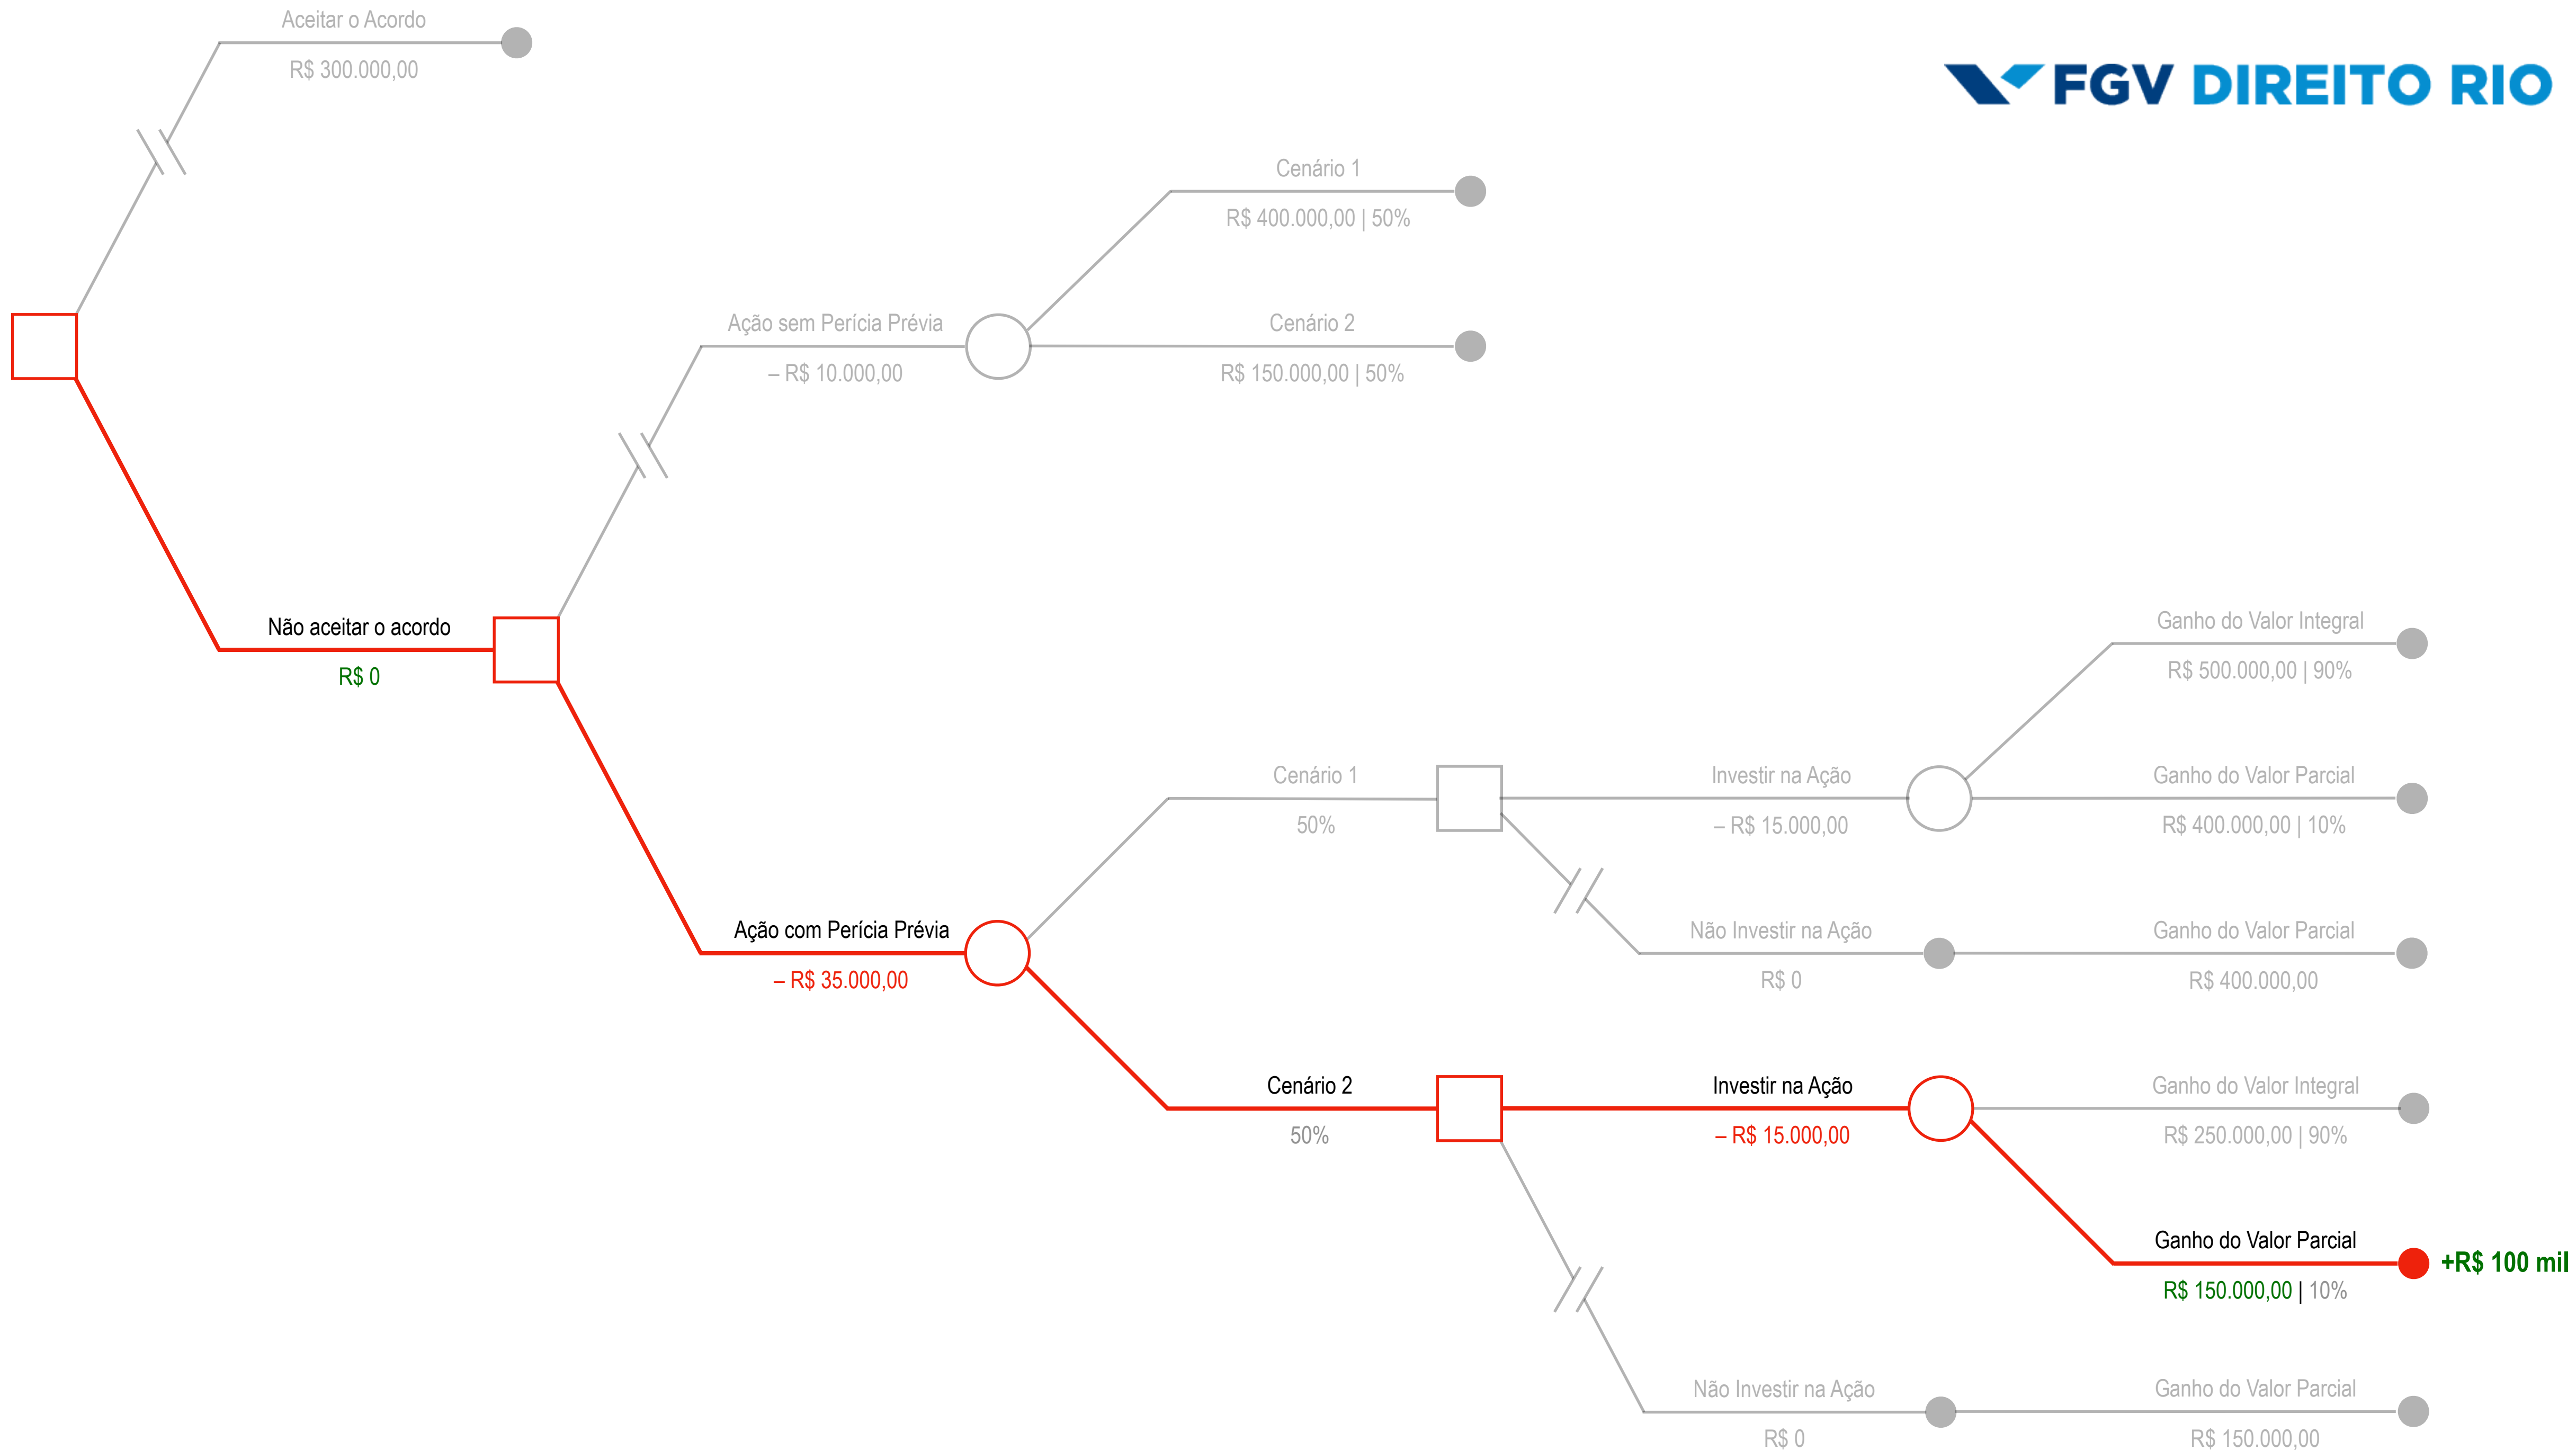 Aceitar o Acordo
R$ 300.000,00
FGV DIREITO RIO
Cenário 1
R$ 400.000,00 | 50%
Ação sem Perícia Prévia
– R$ 10.000,00
Cenário 2
R$ 150.000,00 | 50%
Não aceitar o acordo
R$ 0
Ganho do Valor Integral
R$ 500.000,00 | 90%
Cenário 1
50%
Investir na Ação
– R$ 15.000,00
Ganho do Valor Parcial
R$ 400.000,00 | 10%
Ação com Perícia Prévia
– R$ 35.000,00
Não Investir na Ação
R$ 0
Ganho do Valor Parcial
R$ 400.000,00
Cenário 2
50%
Investir na Ação
– R$ 15.000,00
Ganho do Valor Integral
R$ 250.000,00 | 90%
Ganho do Valor Parcial
R$ 150.000,00 | 10%
+R$ 100 mil
Não Investir na Ação
R$ 0
Ganho do Valor Parcial
R$ 150.000,00